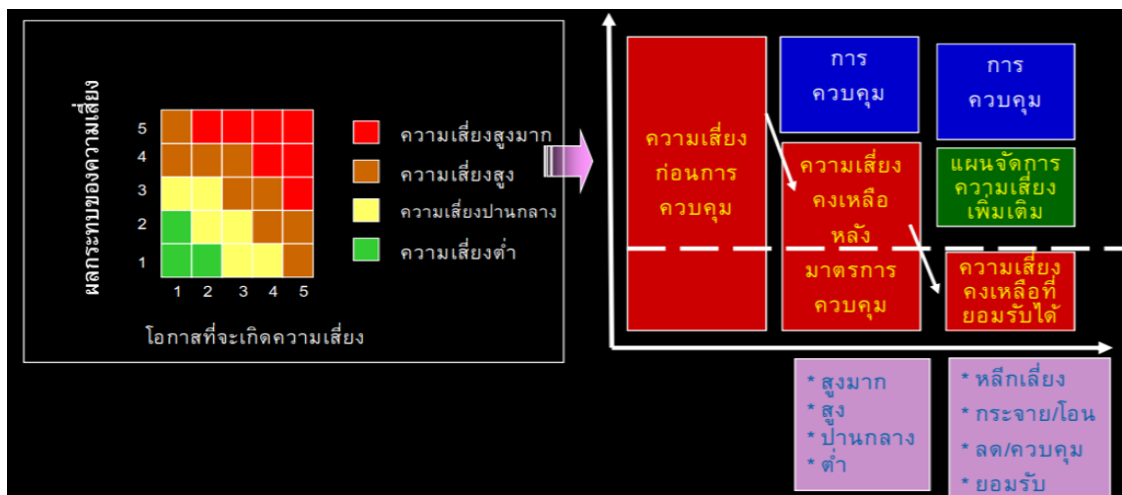 ผลกระทบของความเสี่ยง
5
4
3
2
1
1 2 3 4 5
โอกาสที่จะเกิดความเสี่ยง
ความเสี่ยงสูงมาก
ความเสี่ยงสูง
ความเสี่ยงปานกลาง
ความเสี่ยงต่ำ
ความเสี่ยง
ก่อนการ
ควบคุม
การ
ควบคุม
ความเสี่ยง
คงเหลือ
หลัง
มาตรการ
ควบคุม
การ
ควบคุม
แผนจัดการ
ความเสี่ยง
เพิ่มเติม
ความเสี่ยง
คงเหลือที่
ยอมรับได้
* สูงมาก
* สูง
* ปานกลาง
* ต่ำ
* หลีกเลี่ยง
* กระจาย/โอน
* ลด/ควบคุม
* ยอมรับ